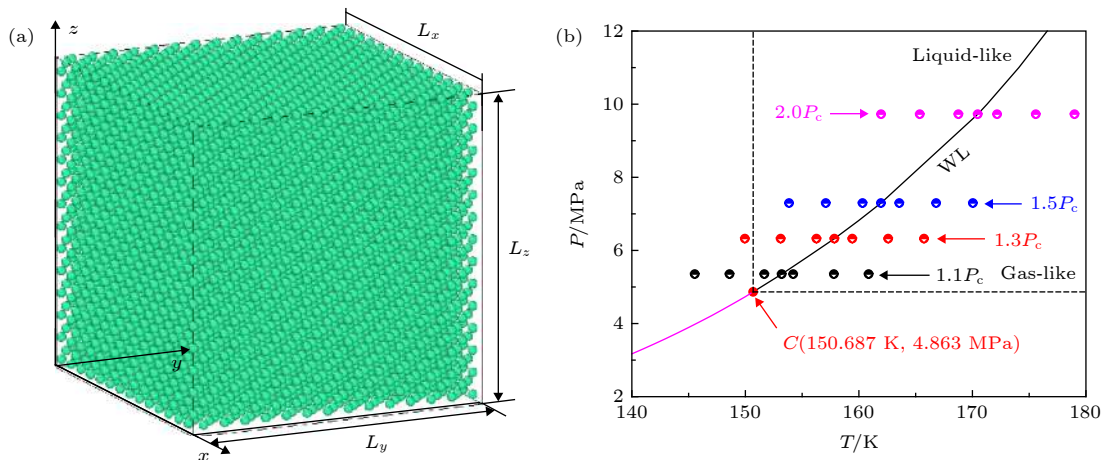 (a)
z
L_x
L_z
y
L_y
x
(b)
12
10
8
6
4
2
P/MPa
Liquid-like
2.0P_c
WL
1.5P_c
1.3P_c
1.1P_c
Gas-like
C(150.687 K, 4.863 MPa)
140 150 160 170 180
T/K